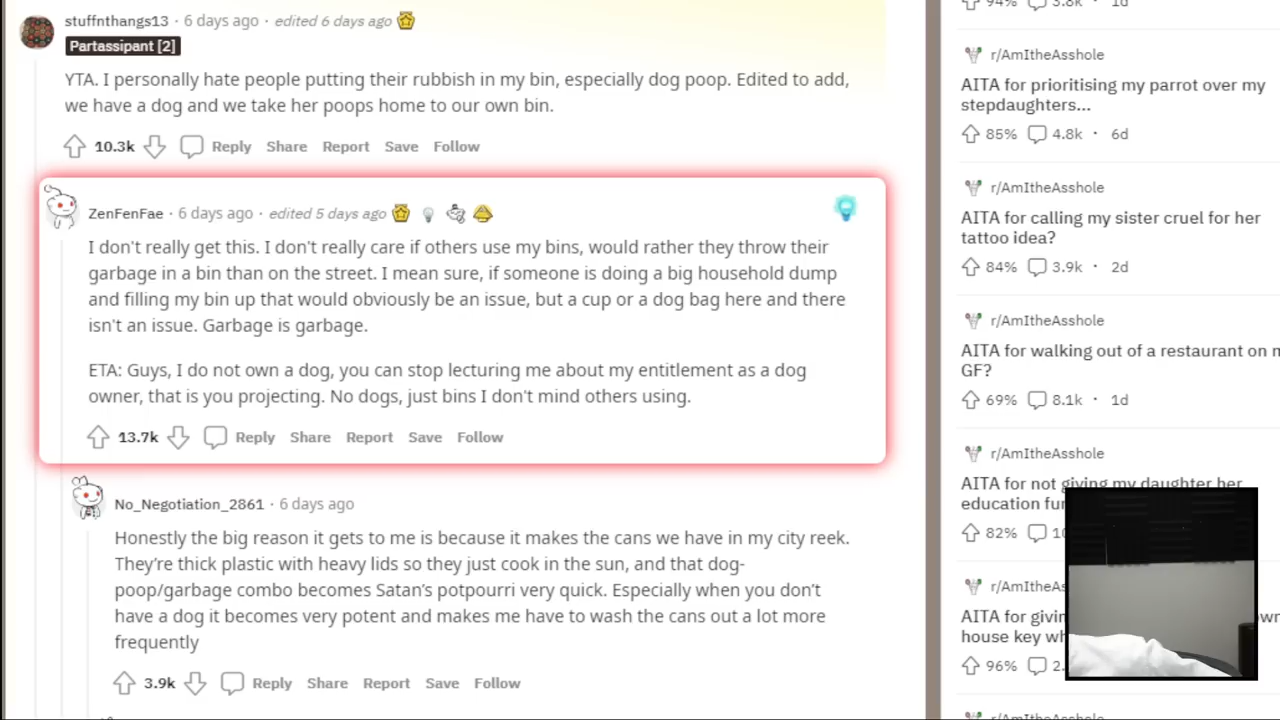 stuffnthangs13 · 6 days ago · edited 6 days ago
Partassipant [2]
YTA. I personally hate people putting their rubbish in my bin, especially dog poop. Edited to add,
we have a dog and we take her poops home to our own bin.
10.3k Reply Share Report Save Follow
ZenFenFae · 6 days ago · edited 5 days ago
I don't really get this. I don't really care if others use my bins, would rather they throw their
garbage in a bin than on the street. I mean sure, if someone is doing a big household dump
and filling my bin up that would obviously be an issue, but a cup or a dog bag here and there
isn't an issue. Garbage is garbage.
ETA: Guys, I do not own a dog, you can stop lecturing me about my entitlement as a dog
owner, that is you projecting. No dogs, just bins I don't mind others using.
13.7k Reply Share Report Save Follow
No_Negotiation_2861 · 6 days ago
Honestly the big reason it gets to me is because it makes the cans we have in my city reek.
They’re thick plastic with heavy lids so they just cook in the sun, and that dog-
poop/garbage combo becomes Satan’s potpourri very quick. Especially when you don’t
have a dog it becomes very potent and makes me have to wash the cans out a lot more
frequently
3.9k Reply Share Report Save Follow
94% 3.8k · 1d
r/AmItheAsshole
AITA for prioritising my parrot over my
stepdaughters...
85% 4.8k · 6d
r/AmItheAsshole
AITA for calling my sister cruel for her
tattoo idea?
84% 3.9k · 2d
r/AmItheAsshole
AITA for walking out of a restaurant on
GF?
69% 8.1k · 1d
r/AmItheAsshole
AITA for not giving my daughter her
education
82%
r/AmItheA
AITA for
house key
96%
r/AmItheAsshole